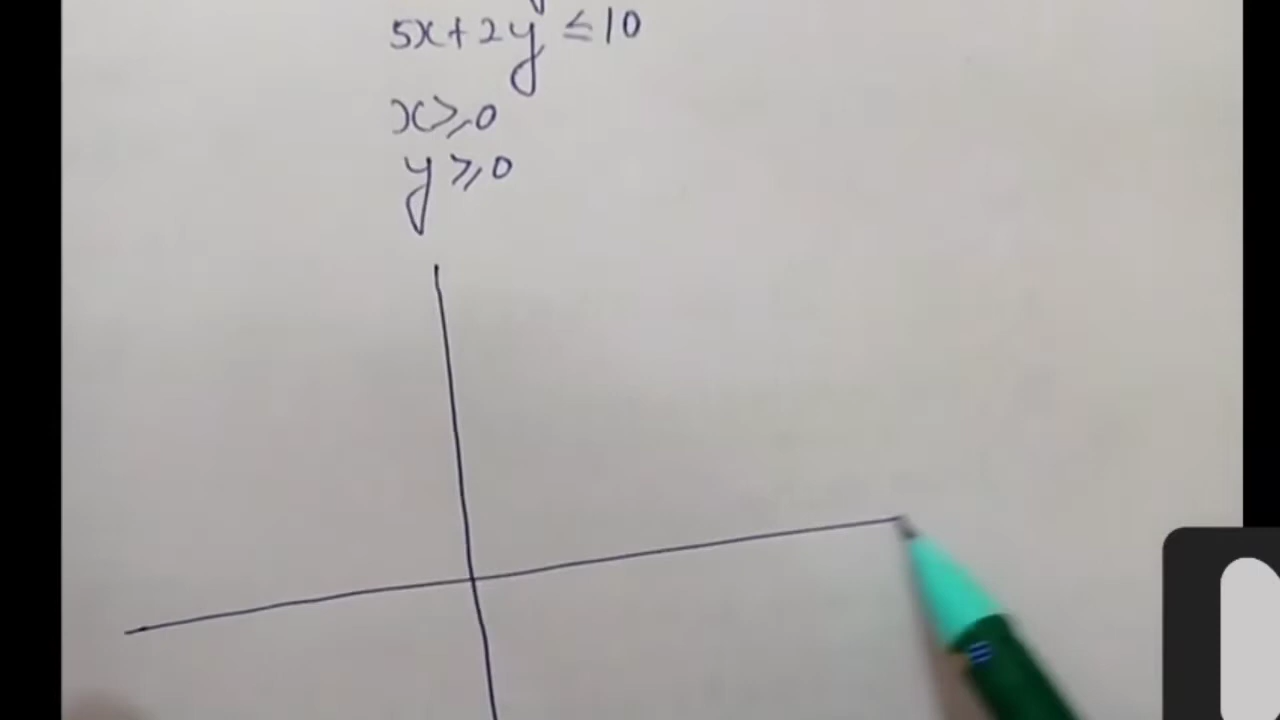 5x+2y ≤ 10
x ⩾ 0
y ⩾ 0